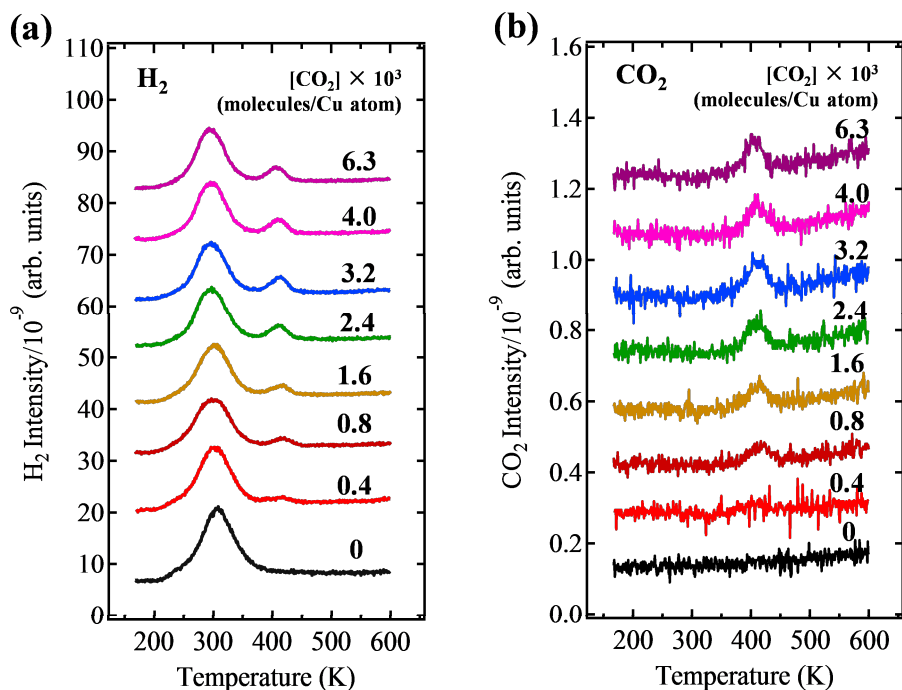 (a)
110
100
90
80
70
60
50
40
30
20
10
0
H₂ Intensity/10⁻⁹ (arb. units)
H₂
[CO₂] × 10³
(molecules/Cu atom)
6.3
4.0
3.2
2.4
1.6
0.8
0.4
0
200 300 400 500 600
Temperature (K)
(b)
1.6
1.4
1.2
1.0
0.8
0.6
0.4
0.2
0.0
CO₂ Intensity/10⁻⁹ (arb. units)
CO₂
[CO₂] × 10³
(molecules/Cu atom)
6.3
4.0
3.2
2.4
1.6
0.8
0.4
0
200 300 400 500 600
Temperature (K)